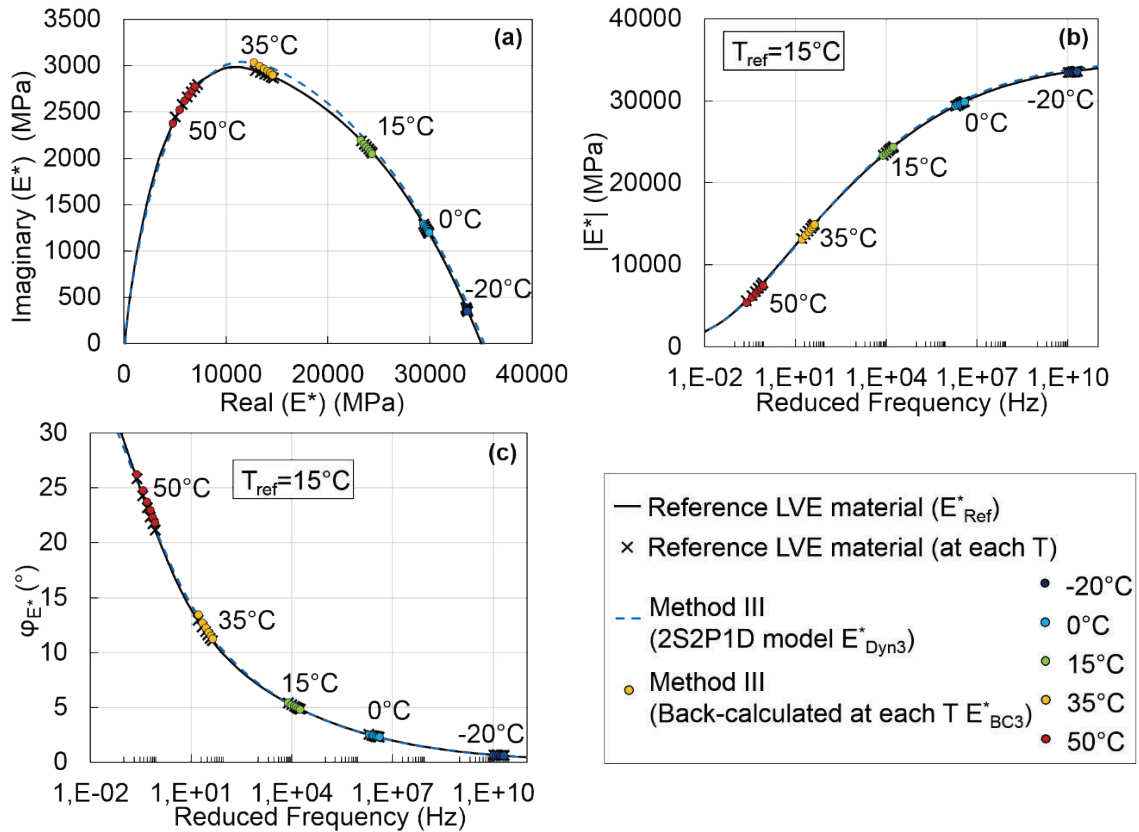 (a)
3500
3000
2500
2000
1500
1000
500
0
Imaginary (E*) (MPa)
35°C
50°C
15°C
0°C
-20°C
0 10000 20000 30000 40000
Real (E*) (MPa)
(b)
Tref=15°C
40000
30000
20000
10000
0
|E*| (MPa)
-20°C
0°C
15°C
35°C
50°C
1,E-02 1,E+01 1,E+04 1,E+07 1,E+10
Reduced Frequency (Hz)
(c)
Tref=15°C
30
25
20
15
10
5
0
φE* (°)
50°C
35°C
15°C
0°C
-20°C
1,E-02 1,E+01 1,E+04 1,E+07 1,E+10
Reduced Frequency (Hz)
Reference LVE material (E*Ref)
Reference LVE material (at each T)
Method III
(2S2P1D model E*Dyn3)
Method III
(Back-calculated at each T E*BC3)
-20°C
0°C
15°C
35°C
50°C